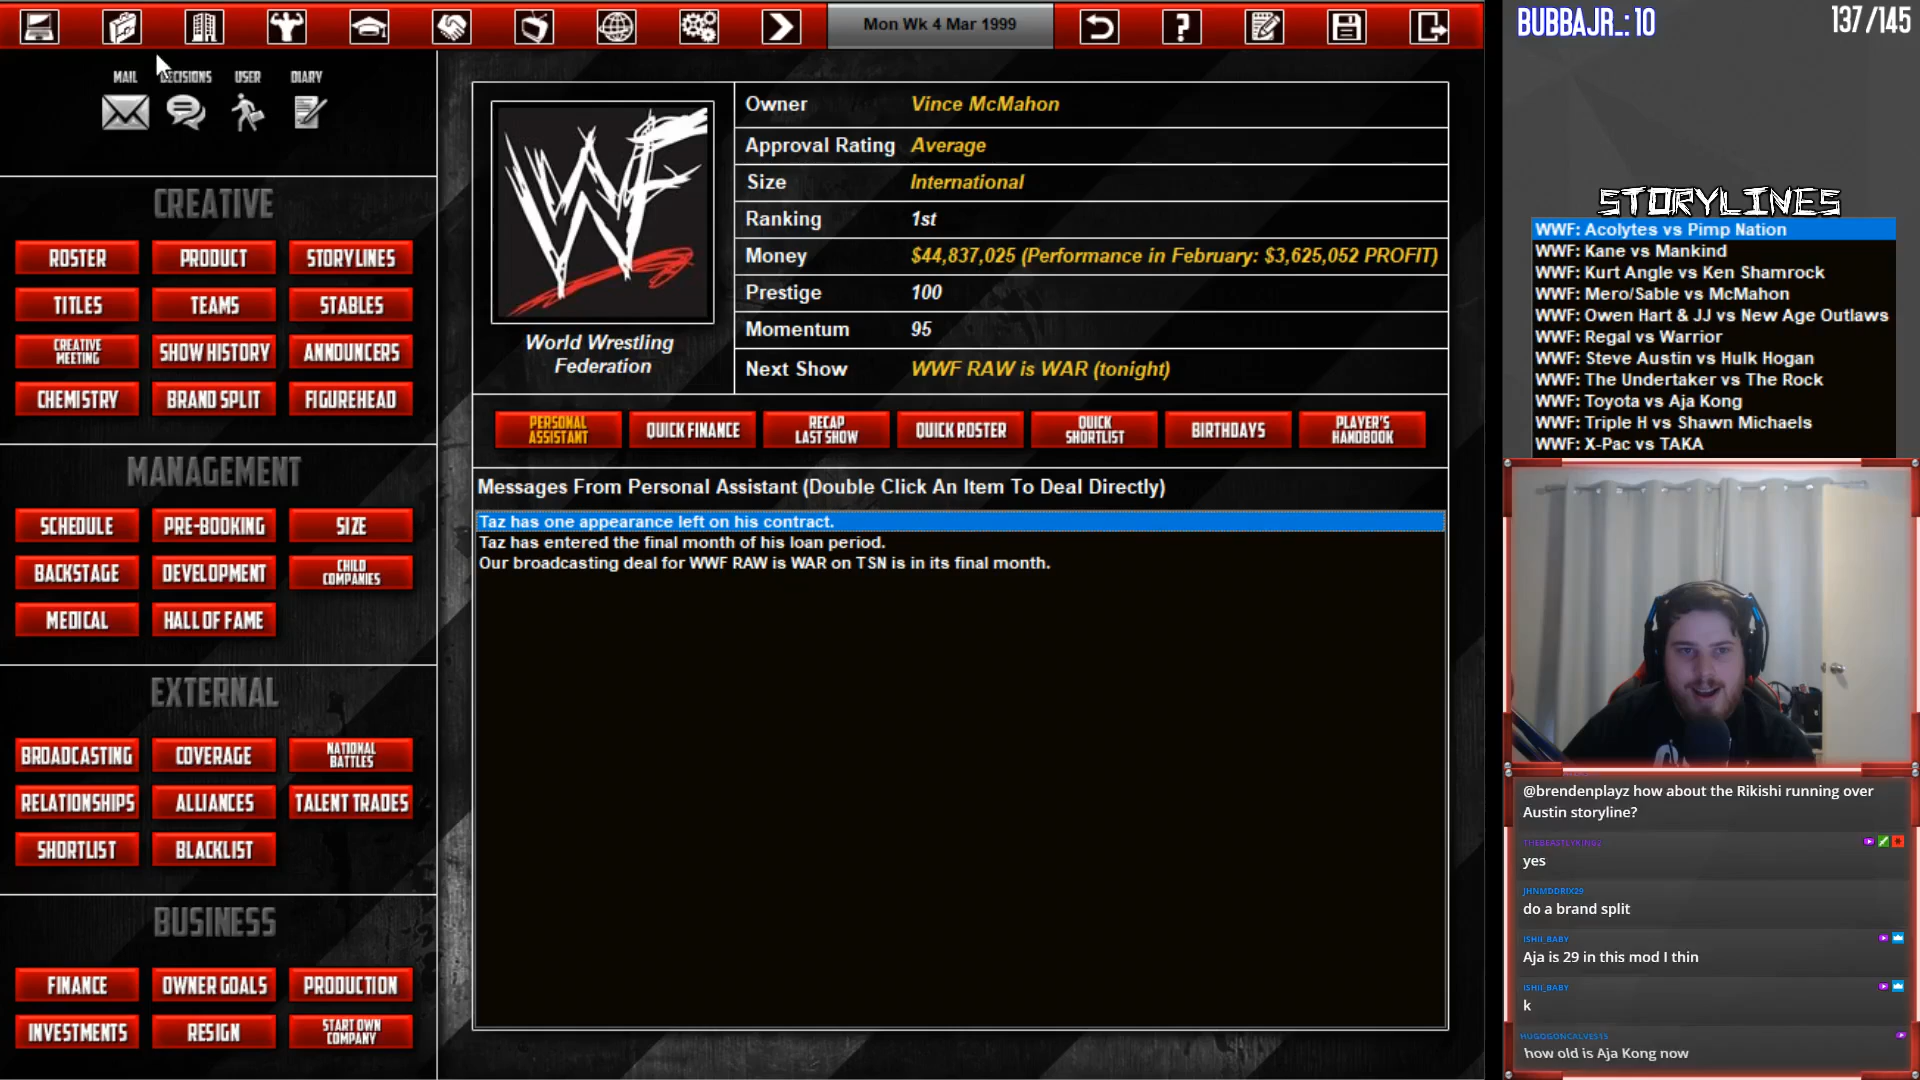 Mon Wk 4 Mar 1999
BUBBAJR_: 10
137/145
MAIL
DECISIONS
USER
DIARY
CREATIVE
ROSTER
PRODUCT
STORYLINES
TITLES
TEAMS
STABLES
CREATIVE MEETING
SHOW HISTORY
ANNOUNCERS
CHEMISTRY
BRAND SPLIT
FIGUREHEAD
MANAGEMENT
SCHEDULE
PRE-BOOKING
SIZE
BACKSTAGE
DEVELOPMENT
CHILD COMPANIES
MEDICAL
HALL OF FAME
EXTERNAL
BROADCASTING
COVERAGE
NATIONAL BATTLES
RELATIONSHIPS
ALLIANCES
TALENT TRADES
SHORTLIST
BLACKLIST
BUSINESS
FINANCE
OWNER GOALS
PRODUCTION
INVESTMENTS
RESIGN
START OWN COMPANY
World Wrestling
Federation
Owner Vince McMahon
Approval Rating Average
Size International
Ranking 1st
Money $44,837,025 (Performance in February: $3,625,052 PROFIT)
Prestige 100
Momentum 95
Next Show WWF RAW is WAR (tonight)
PERSONAL ASSISTANT
QUICK FINANCE
RECAP LAST SHOW
QUICK ROSTER
QUICK SHORTLIST
BIRTHDAYS
PLAYER'S HANDBOOK
Messages From Personal Assistant (Double Click An Item To Deal Directly)
Taz has one appearance left on his contract.
Taz has entered the final month of his loan period.
Our broadcasting deal for WWF RAW is WAR on TSN is in its final month.
STORYLINES
WWF: Acolytes vs Pimp Nation
WWF: Kane vs Mankind
WWF: Kurt Angle vs Ken Shamrock
WWF: Mero/Sable vs McMahon
WWF: Owen Hart & JJ vs New Age Outlaws
WWF: Regal vs Warrior
WWF: Steve Austin vs Hulk Hogan
WWF: The Undertaker vs The Rock
WWF: Toyota vs Aja Kong
WWF: Triple H vs Shawn Michaels
WWF: X-Pac vs TAKA
@brendenplayz how about the Rikishi running over
Austin storyline?
THEBEASTLYKING2
yes
JHNMDDRIX29
do a brand split
ISHII_BABY
Aja is 29 in this mod I thin
ISHII_BABY
k
HUGOGONCALVES15
how old is Aja Kong now